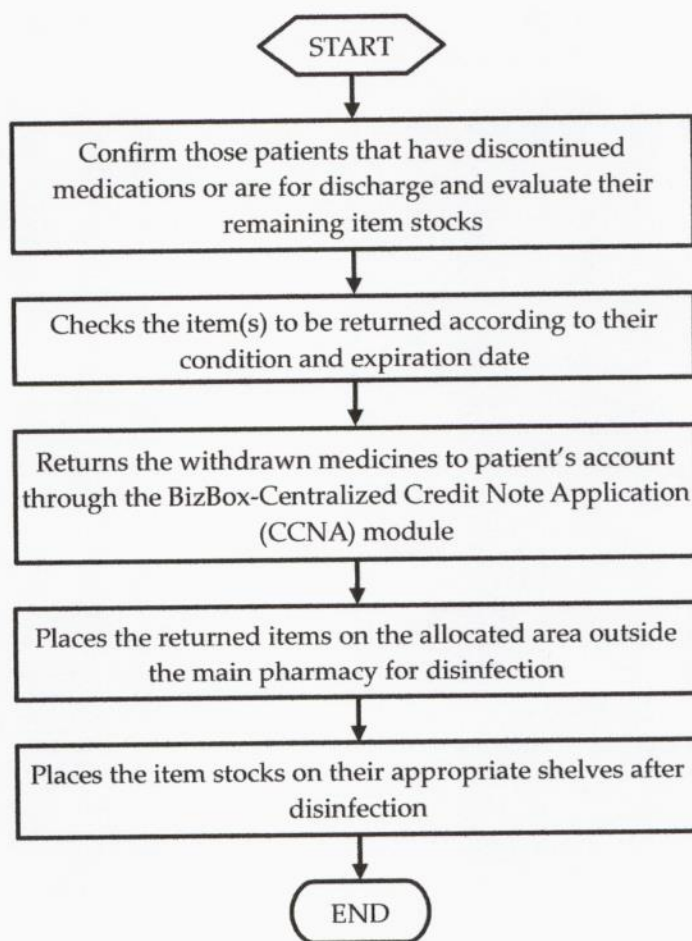 START
Confirm those patients that have discontinued
medications or are for discharge and evaluate their
remaining item stocks
Checks the item(s) to be returned according to their
condition and expiration date
Returns the withdrawn medicines to patient's account
through the BizBox-Centralized Credit Note Application
(CCNA) module
Places the returned items on the allocated area outside
the main pharmacy for disinfection
Places the item stocks on their appropriate shelves after
disinfection
END